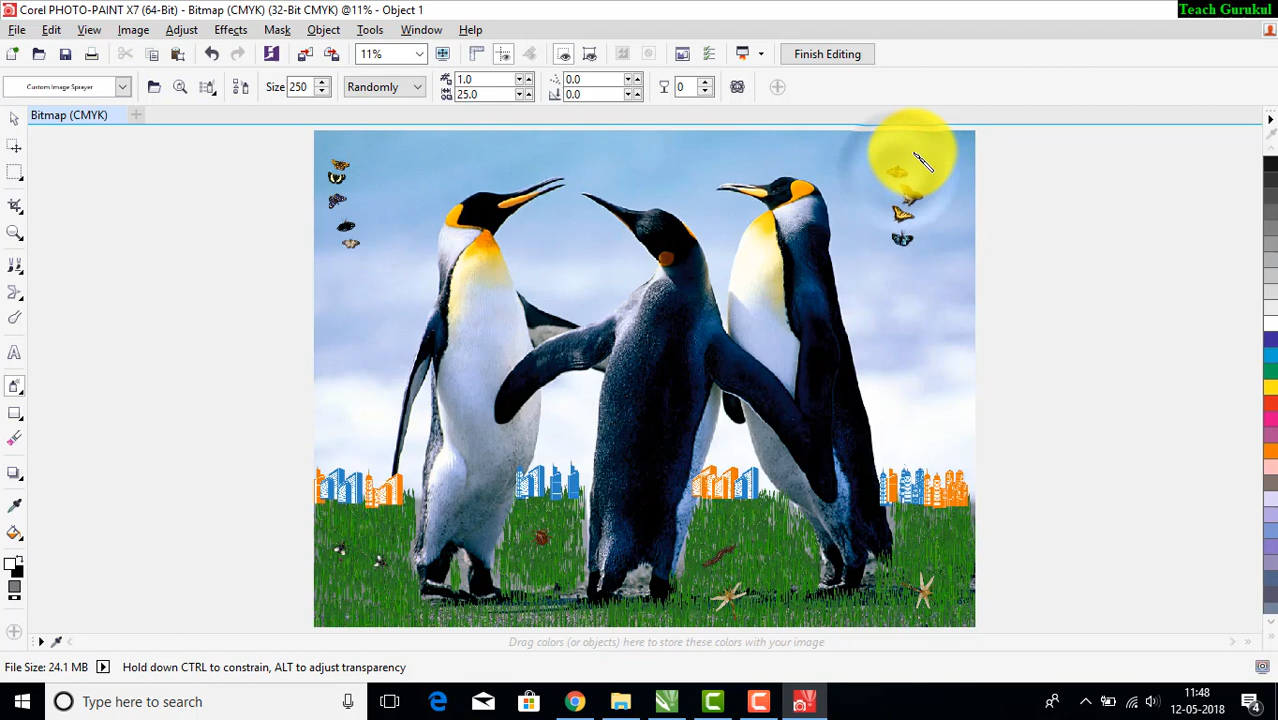 Corel PHOTO-PAINT X7 (64-Bit) - Bitmap (CMYK) (32-Bit CMYK) @11% - Object 1
Teach Gurukul
File Edit View Image Adjust Effects Mask Object Tools Window Help
11% Finish Editing
Custom Image Sprayer Size 250 Randomly 1.0 0.0 0
25.0 0.0
Bitmap (CMYK)
Drag colors (or objects) here to store these colors with your image
File Size: 24.1 MB Hold down CTRL to constrain, ALT to adjust transparency
Type here to search
11:48
12-05-2018
4